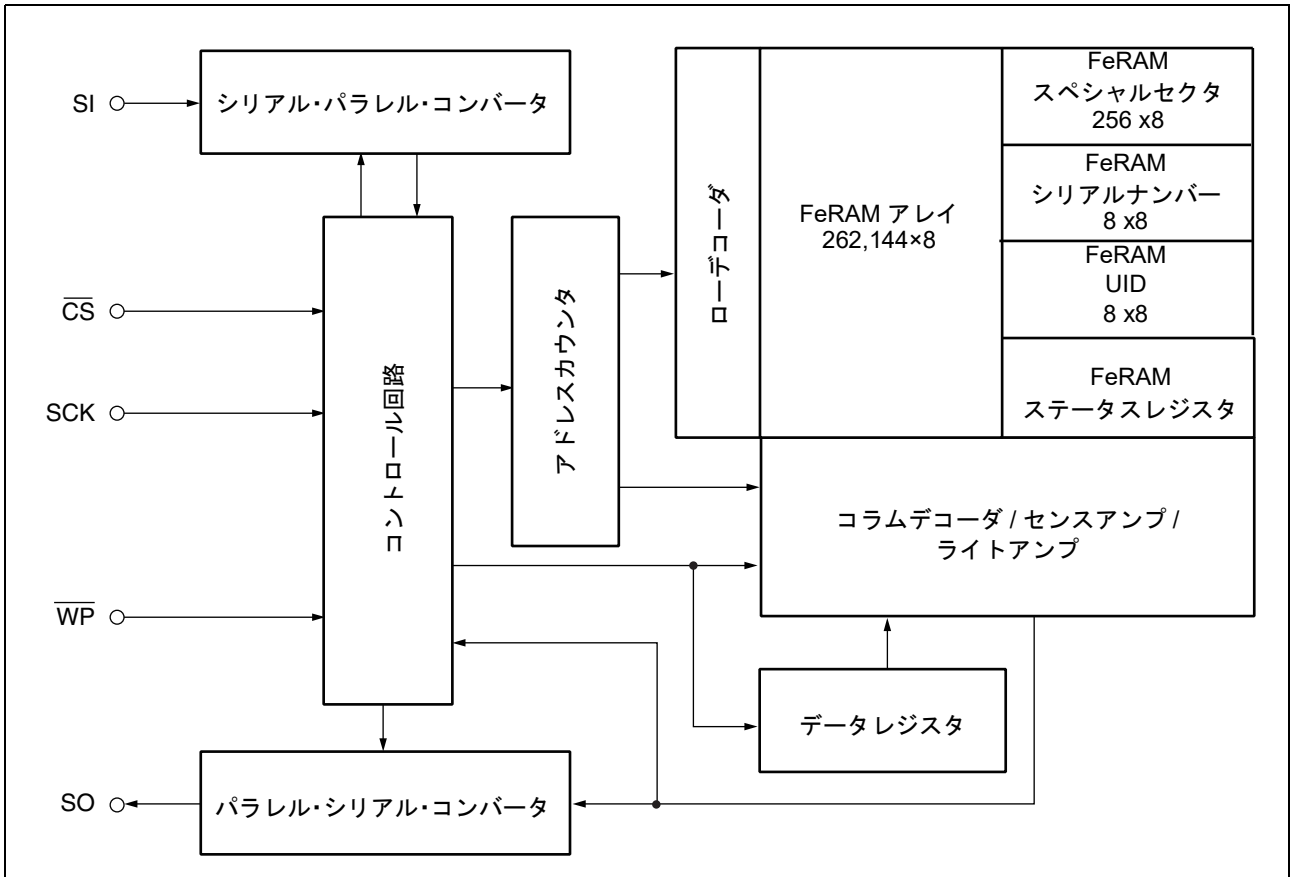 SI
シリアル･パラレル･コンバータ
CS
SCK
WP
SO
コントロール回路
アドレスカウンタ
パラレル･シリアル･コンバータ
ローデコーダ
FeRAM アレイ
262,144×8
FeRAM
スペシャルセクタ
256 x8
FeRAM
シリアルナンバー
8 x8
FeRAM
UID
8 x8
FeRAM
ステータスレジスタ
コラムデコーダ / センスアンプ /
ライトアンプ
データレジスタ